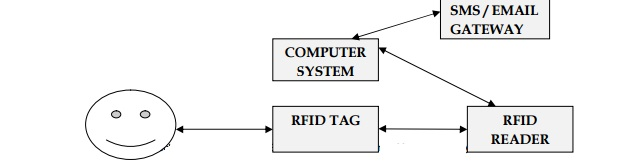 SMS / EMAIL
GATEWAY
COMPUTER
SYSTEM
RFID TAG
RFID
READER